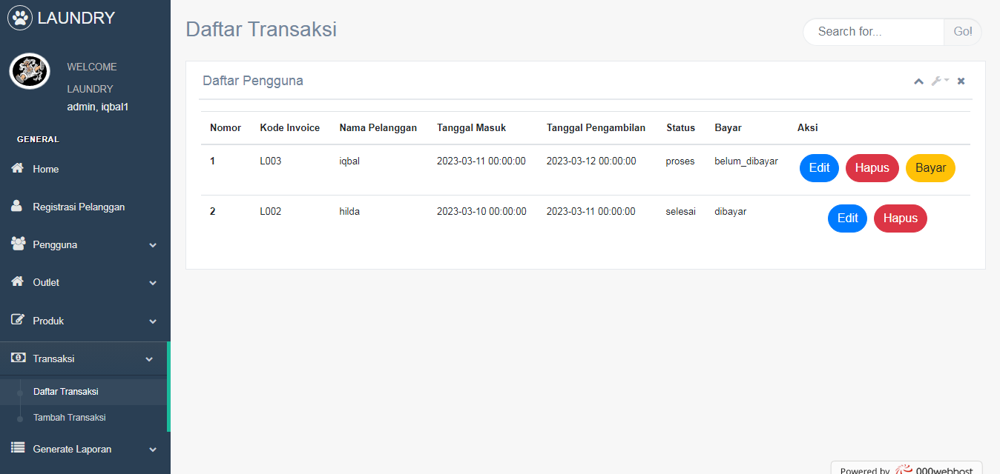 LAUNDRY
WELCOME
LAUNDRY
admin, iqbal1
GENERAL
Home
Registrasi Pelanggan
Pengguna
Outlet
Produk
Transaksi
Daftar Transaksi
Tambah Transaksi
Generate Laporan
Daftar Transaksi
Search for... Go!
Daftar Pengguna
Nomor Kode Invoice Nama Pelanggan Tanggal Masuk Tanggal Pengambilan Status Bayar Aksi
1 L003 iqbal 2023-03-11 00:00:00 2023-03-12 00:00:00 proses belum_dibayar Edit Hapus Bayar
2 L002 hilda 2023-03-10 00:00:00 2023-03-11 00:00:00 selesai dibayar Edit Hapus
Powered by 000webhost